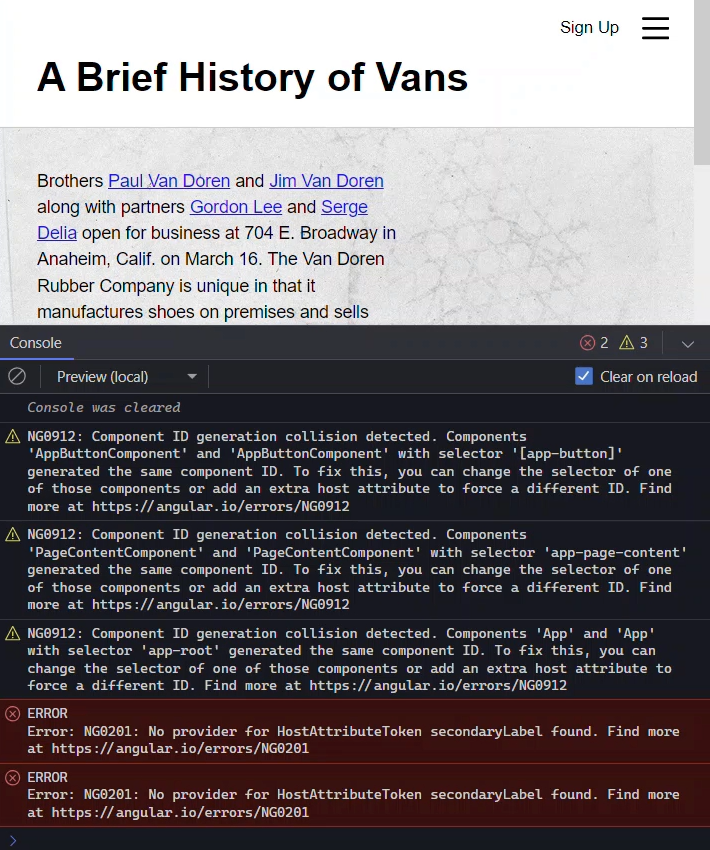 Sign Up
A Brief History of Vans
Brothers Paul Van Doren and Jim Van Doren
along with partners Gordon Lee and Serge
Delia open for business at 704 E. Broadway in
Anaheim, Calif. on March 16. The Van Doren
Rubber Company is unique in that it
manufactures shoes on premises and sells
Console
2 3
Preview (local)
Clear on reload
Console was cleared
NG0912: Component ID generation collision detected. Components
'AppButtonComponent' and 'AppButtonComponent' with selector '[app-button]'
generated the same component ID. To fix this, you can change the selector of one
of those components or add an extra host attribute to force a different ID. Find
more at https://angular.io/errors/NG0912
NG0912: Component ID generation collision detected. Components
'PageContentComponent' and 'PageContentComponent' with selector 'app-page-content'
generated the same component ID. To fix this, you can change the selector of one
of those components or add an extra host attribute to force a different ID. Find
more at https://angular.io/errors/NG0912
NG0912: Component ID generation collision detected. Components 'App' and 'App'
with selector 'app-root' generated the same component ID. To fix this, you can
change the selector of one of those components or add an extra host attribute to
force a different ID. Find more at https://angular.io/errors/NG0912
ERROR
Error: NG0201: No provider for HostAttributeToken secondaryLabel found. Find more
at https://angular.io/errors/NG0201
ERROR
Error: NG0201: No provider for HostAttributeToken secondaryLabel found. Find more
at https://angular.io/errors/NG0201